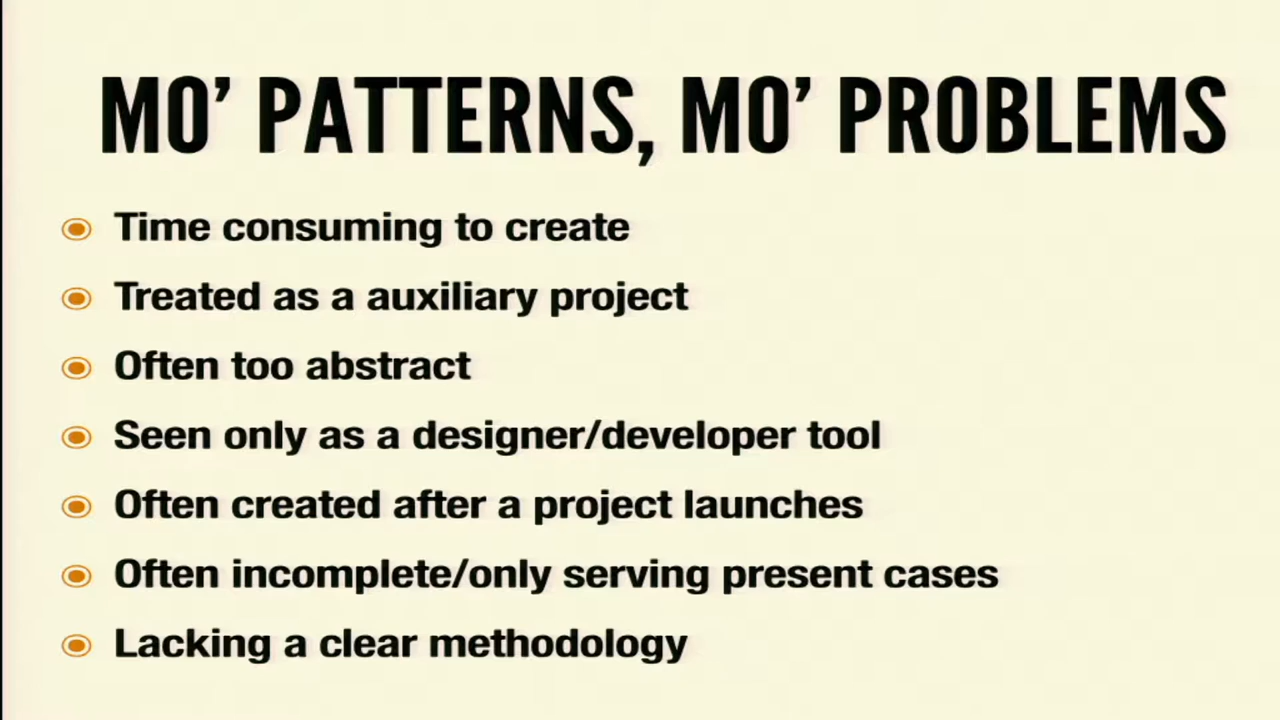 MO’ PATTERNS, MO’ PROBLEMS
Time consuming to create
Treated as a auxiliary project
Often too abstract
Seen only as a designer/developer tool
Often created after a project launches
Often incomplete/only serving present cases
Lacking a clear methodology